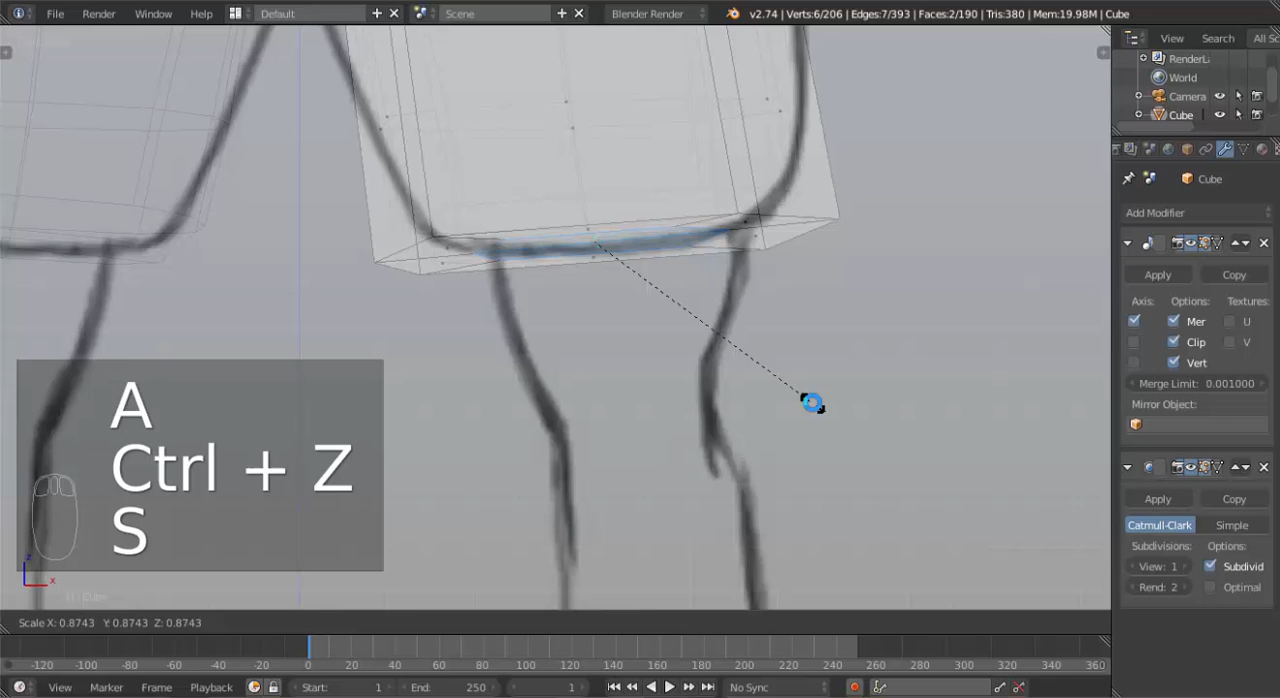 File Render Window Help Default Scene Blender Render v2.74 | Verts:6/206 | Edges:7/393 | Faces:2/190 | Tris:380 | Mem:19.98M | Cube
View Search All Sc
RenderL
World
Camera
Cube
Cube
Add Modifier
Apply Copy
Axis: Options: Textures:
Mer U
Clip V
Vert
Merge Limit: 0.001000
Mirror Object:
Apply Copy
Catmull-Clark Simple
Subdivisions: Options:
View: 1 Subdivid
Rend: 2 Optimal
A
Ctrl + Z
S
z
x
(1) Cube
Scale X: 0.8743 Y: 0.8743 Z: 0.8743
-120 -100 -80 -60 -40 -20 0 20 40 60 80 100 120 140 160 180 200 220 240 260 280 300 320 340 360
View Marker Frame Playback Start: 1 End: 250 1 No Sync